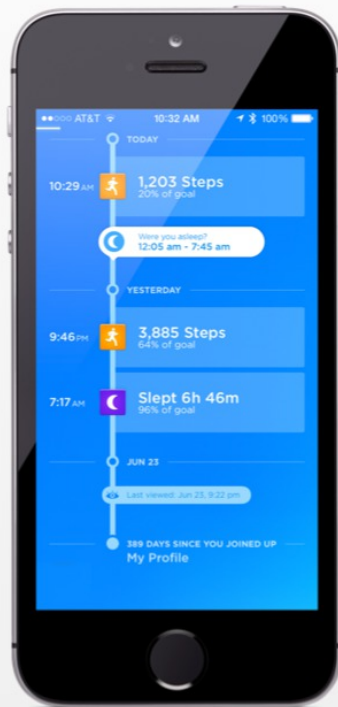 AT&T 10:32 AM 100%
TODAY
10:29 AM 1,203 Steps
20% of goal
Were you asleep?
12:05 am - 7:45 am
YESTERDAY
9:46 PM 3,885 Steps
64% of goal
7:17 AM Slept 6h 46m
96% of goal
JUN 23
Last viewed: Jun 23, 9:22 pm
389 DAYS SINCE YOU JOINED UP
My Profile